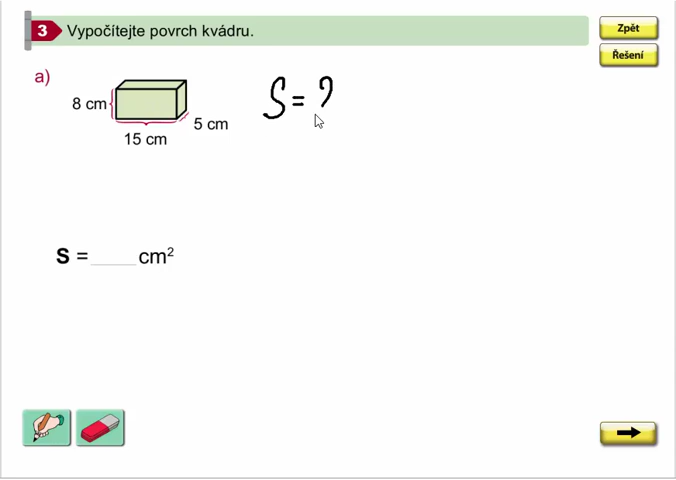 3 Vypočítejte povrch kvádru.
Zpět
Řešení
a)
8 cm
5 cm
15 cm
S = ?
S = ____ cm²